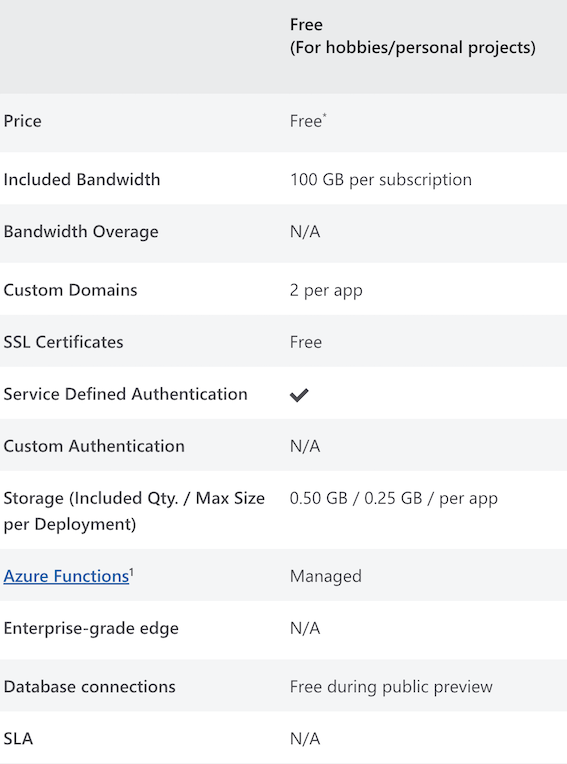 Free
(For hobbies/personal projects)
Price Free*
Included Bandwidth 100 GB per subscription
Bandwidth Overage N/A
Custom Domains 2 per app
SSL Certificates Free
Service Defined Authentication ✔
Custom Authentication N/A
Storage (Included Qty. / Max Size 0.50 GB / 0.25 GB / per app
per Deployment)
Azure Functions¹ Managed
Enterprise-grade edge N/A
Database connections Free during public preview
SLA N/A